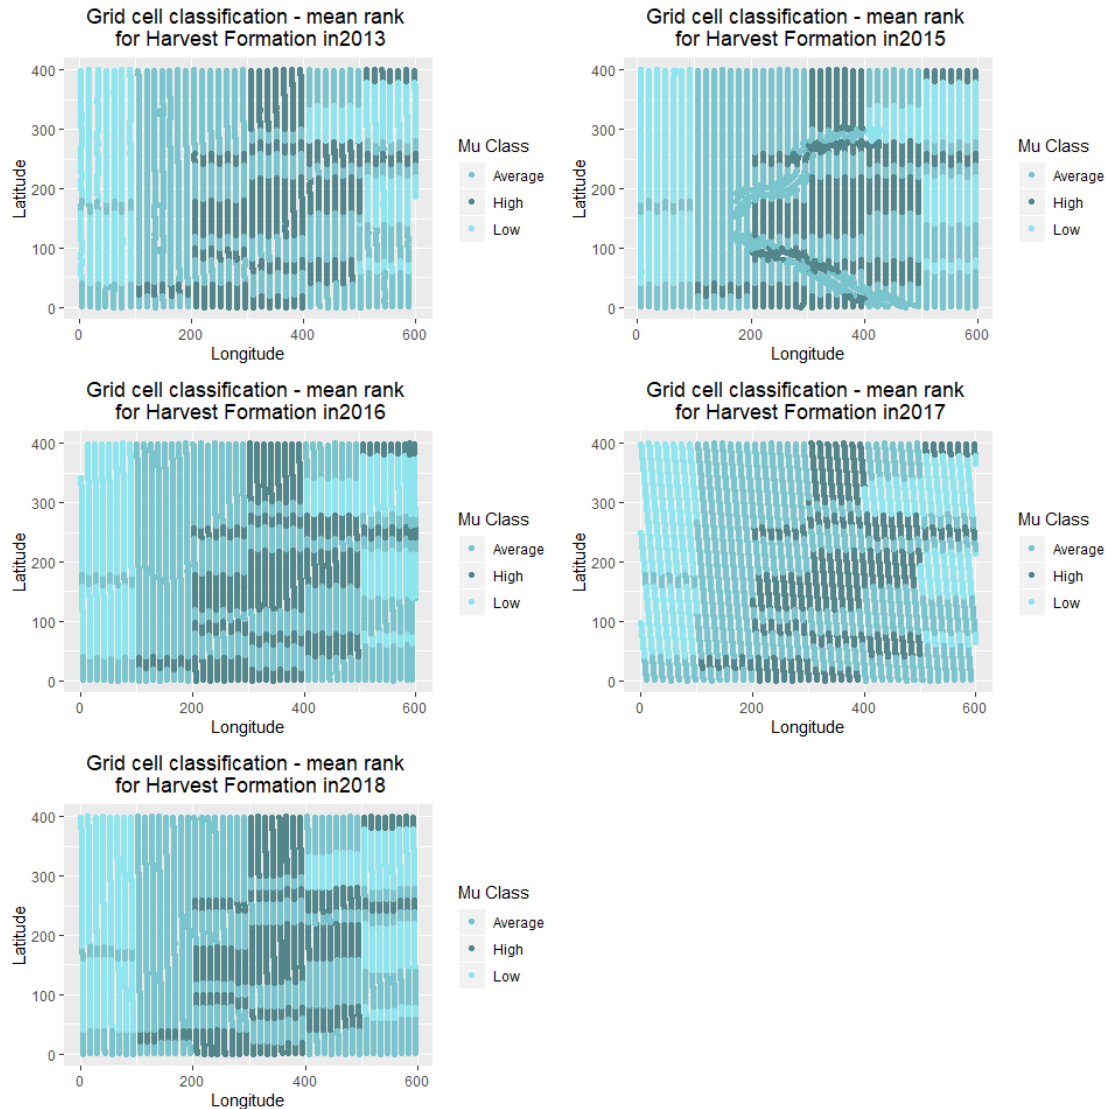 Grid cell classification - mean rank
for Harvest Formation in2013
400
300
200
100
0
Latitude
0
200
400
600
Longitude
Mu Class
Average
High
Low
Grid cell classification - mean rank
for Harvest Formation in2015
400
300
200
100
0
Latitude
0
200
400
600
Longitude
Mu Class
Average
High
Low
Grid cell classification - mean rank
for Harvest Formation in2016
400
300
200
100
0
Latitude
0
200
400
600
Longitude
Mu Class
Average
High
Low
Grid cell classification - mean rank
for Harvest Formation in2017
400
300
200
100
0
Latitude
0
200
400
600
Longitude
Mu Class
Average
High
Low
Grid cell classification - mean rank
for Harvest Formation in2018
400
300
200
100
0
Latitude
0
200
400
600
Longitude
Mu Class
Average
High
Low